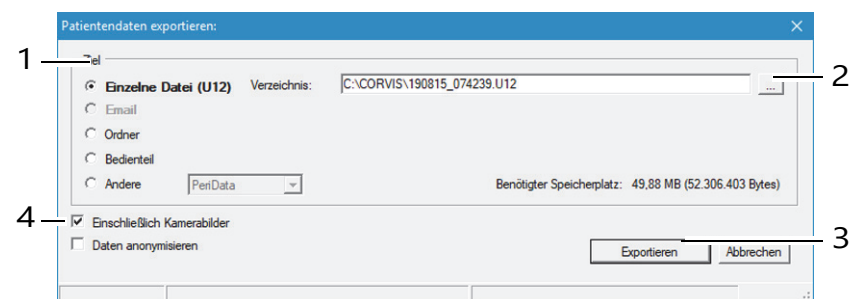 Patientendaten exportieren:
1
Ziel
Einzelne Datei (U12) Verzeichnis: C:\CORVIS\190815_074239.U12 ... 2
Email
Ordner
Bedienteil
Andere PeriData Benötigter Speicherplatz: 49,88 MB (52.306.403 Bytes)
4 Einschließlich Kamerabilder
Daten anonymisieren
Exportieren Abbrechen 3